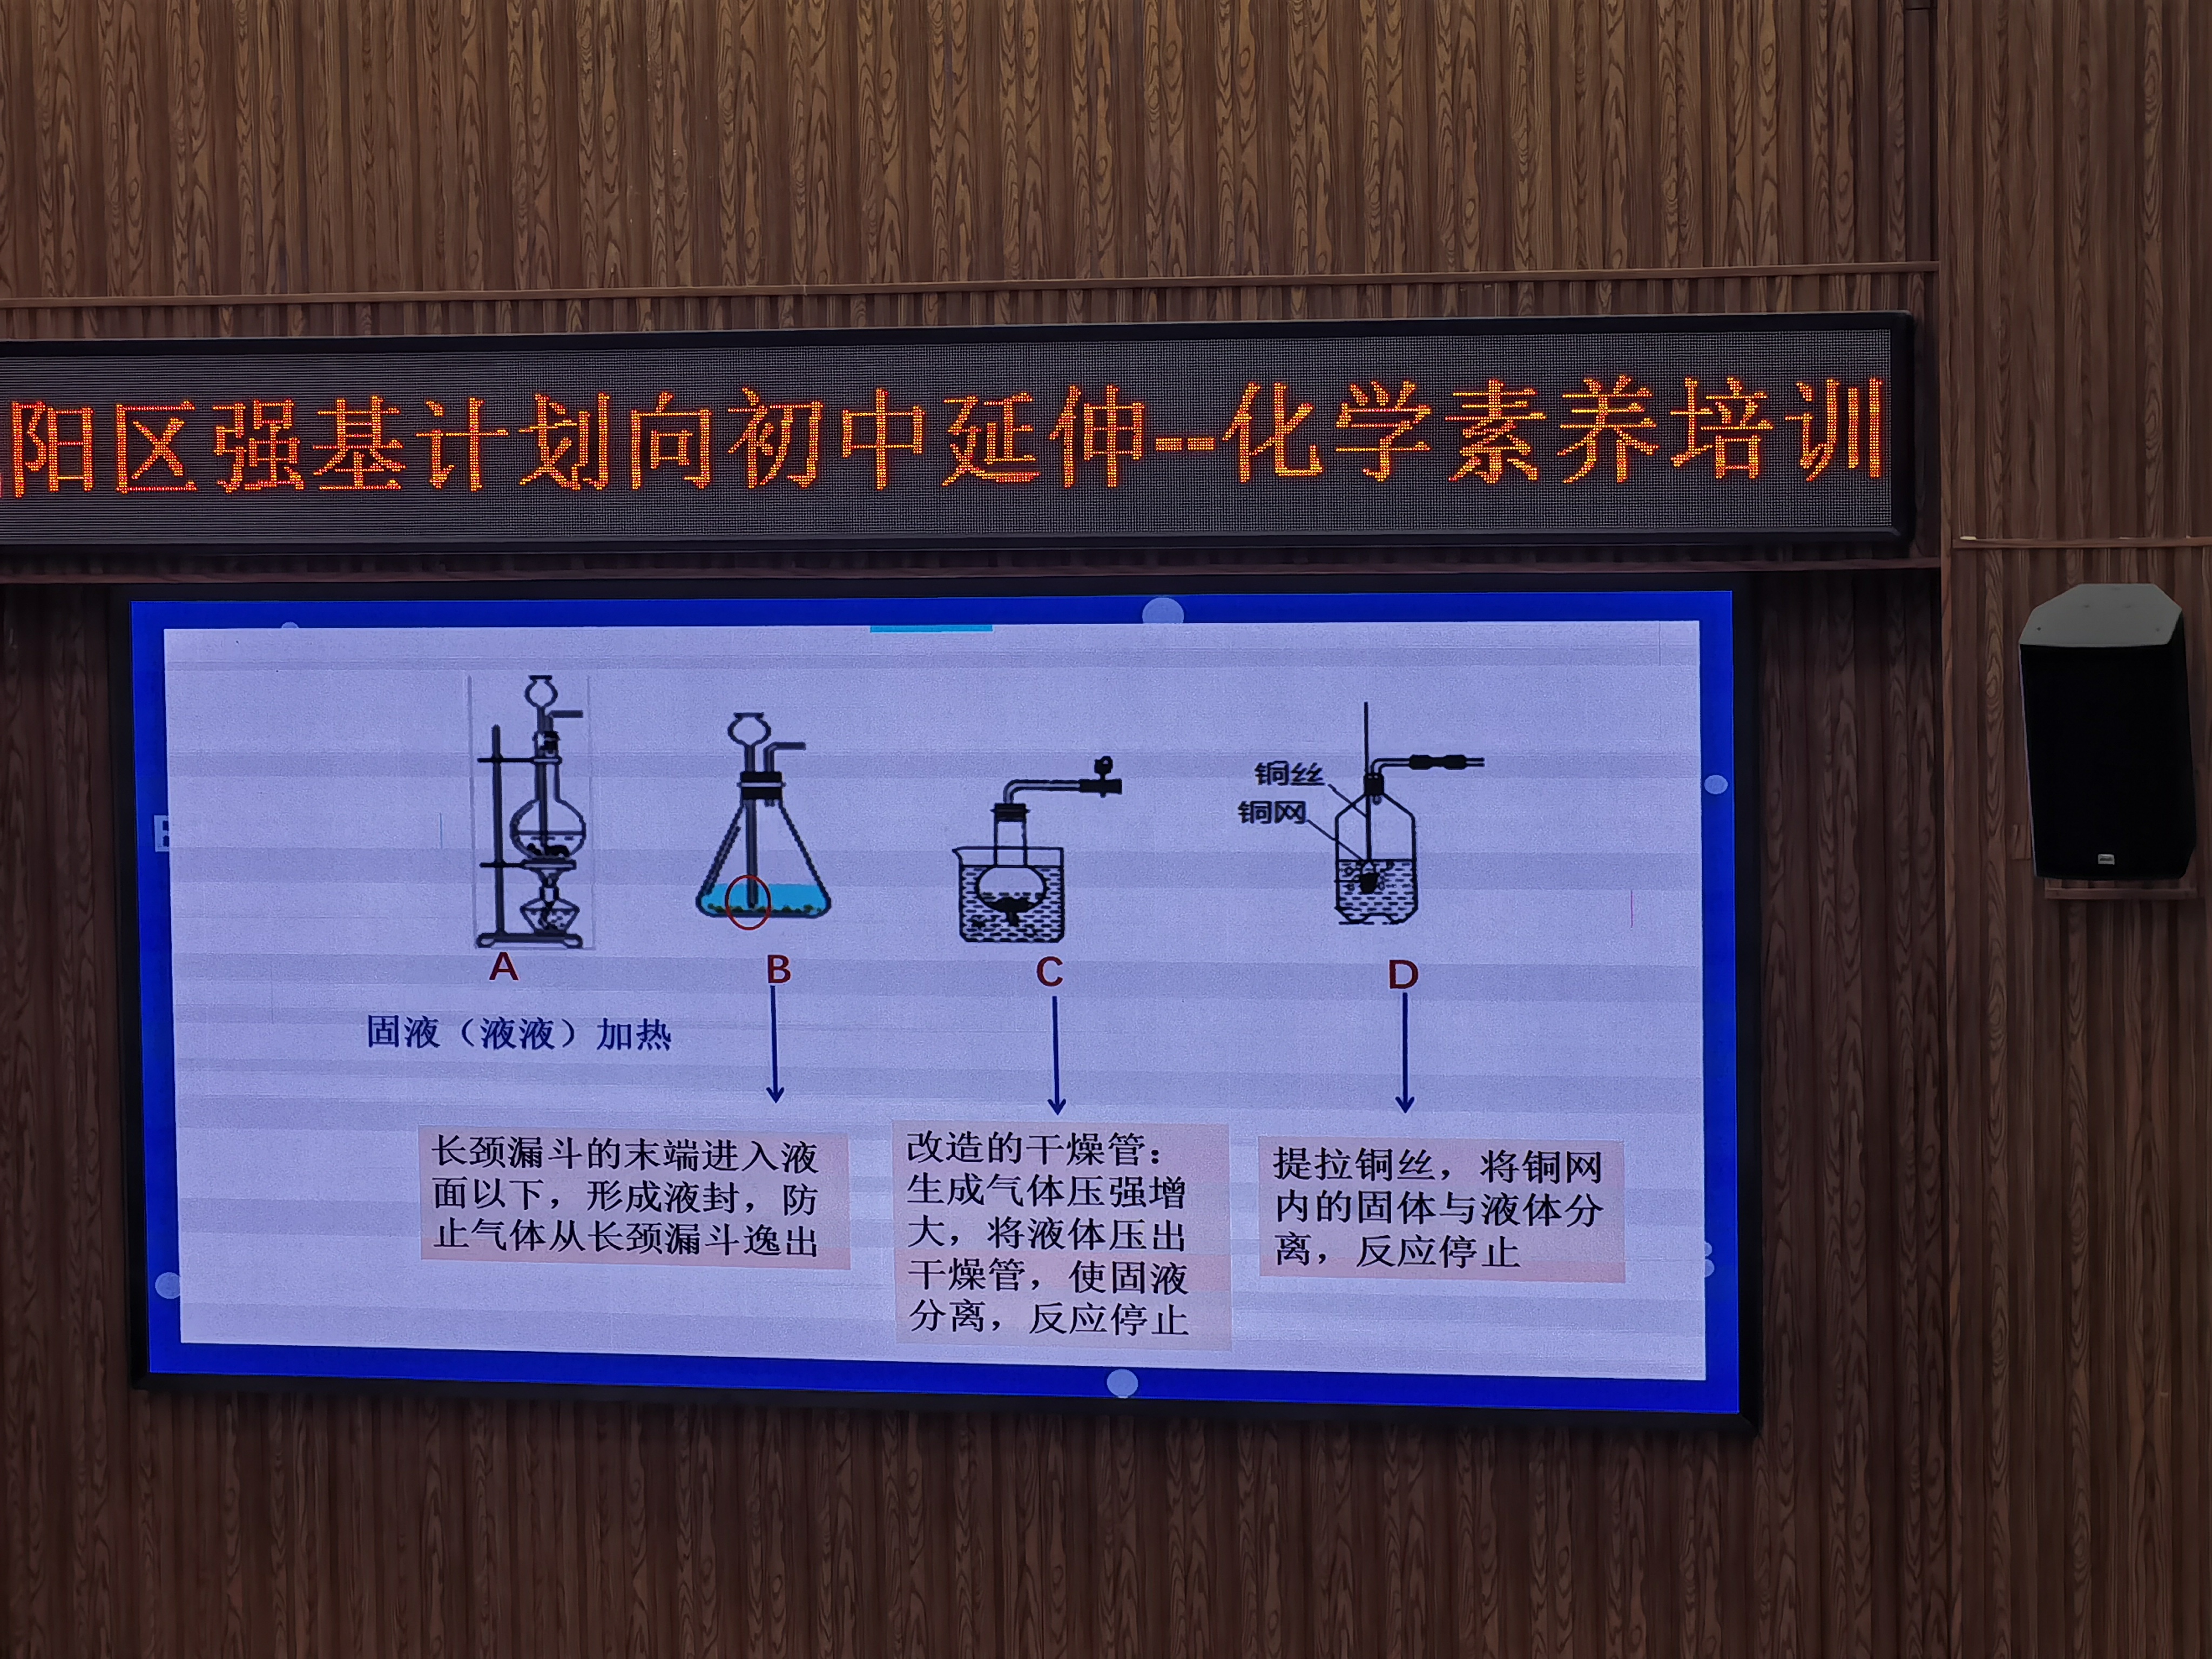 阳区强基计划向初中延伸--化学素养培训
铜丝
铜网
A
B
C
D
固液（液液）加热
长颈漏斗的末端进入液
面以下，形成液封，防
止气体从长颈漏斗逸出
改造的干燥管：
生成气体压强增
大，将液体压出
干燥管，使固液
分离，反应停止
提拉铜丝，将铜网
内的固体与液体分
离，反应停止